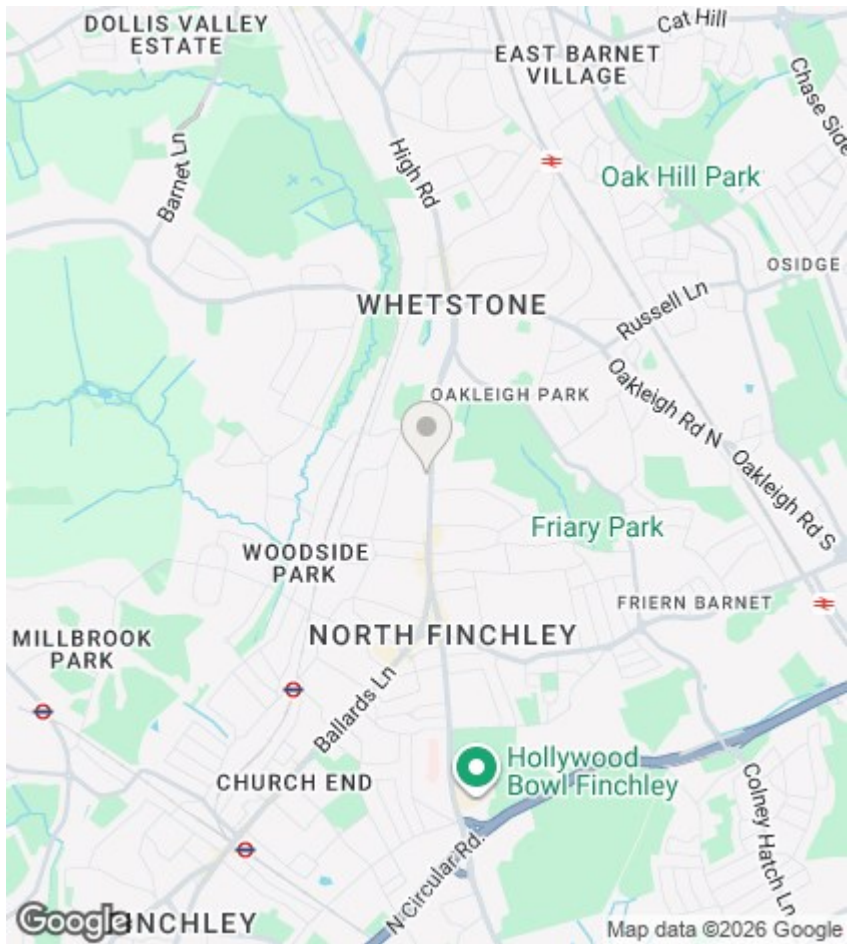 DOLLIS VALLEY
ESTATE
Cat Hill
EAST BARNET
VILLAGE
Chase Side
High Rd
Barnet Ln
Oak Hill Park
OSIDGE
WHETSTONE
Russell Ln
OAKLEIGH PARK
Oakleigh Rd N
Oakleigh Rd S
Friary Park
WOODSIDE
PARK
FRIERN BARNET
MILLBROOK
PARK
NORTH FINCHLEY
Ballards Ln
Hollywood
Bowl Finchley
CHURCH END
Colney Hatch Ln
N Circular Rd.
Google
FINCHLEY
Map data ©2026 Google